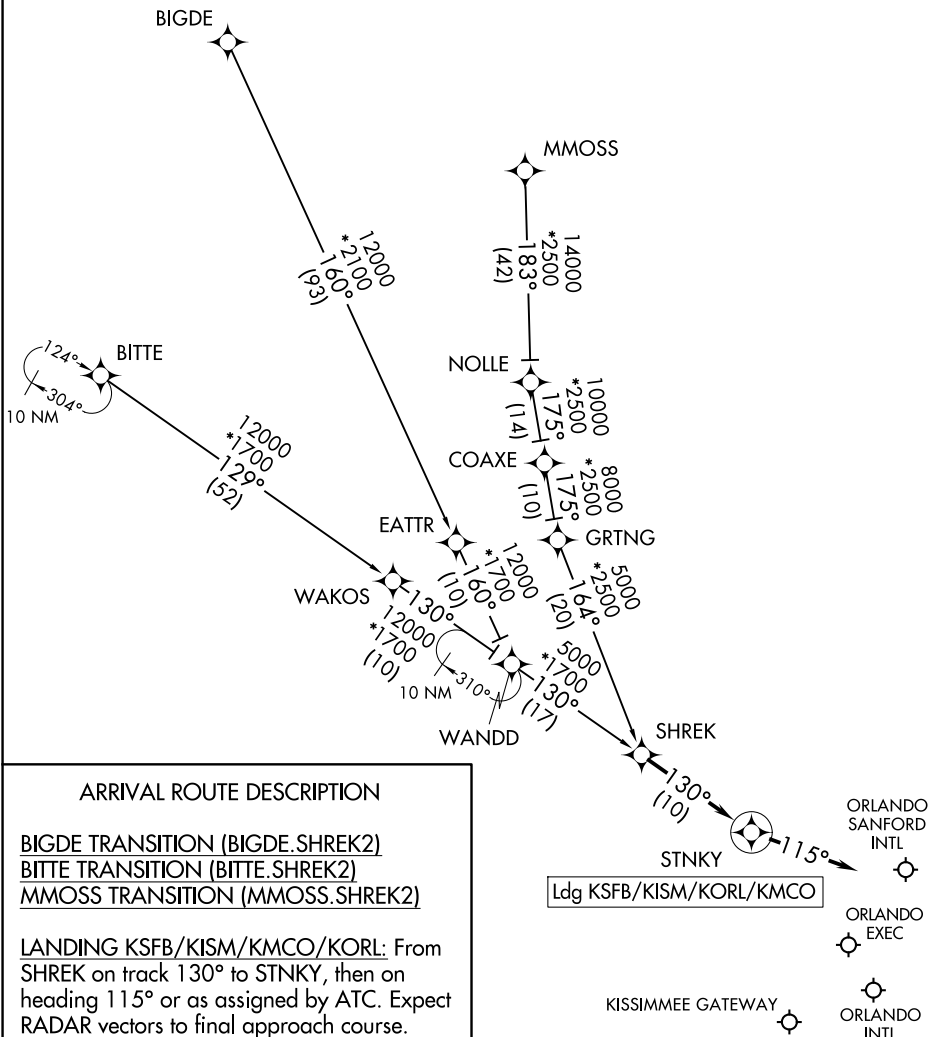 BIGDE
MMOSS
12000
*2100
160°
(93)
14000
*2500
183°
(42)
BITTE
124°
304°
10 NM
NOLLE
10000
*2500
175°
(14)
12000
*1700
129°
(52)
COAXE
8000
*2500
175°
(10)
EATTR
GRTNG
12000
*1700
160°
(10)
5000
*2500
164°
(20)
WAKOS
130°
12000
*1700
(10)
310°
10 NM
5000
*1700
130°
(17)
WANDD
SHREK
130°
(10)
STNKY
115°
Ldg KSFB/KISM/KORL/KMCO
ORLANDO
SANFORD
INTL
ORLANDO
EXEC
KISSIMMEE GATEWAY
ORLANDO
INTL
ARRIVAL ROUTE DESCRIPTION
BIGDE TRANSITION (BIGDE.SHREK2)
BITTE TRANSITION (BITTE.SHREK2)
MMOSS TRANSITION (MMOSS.SHREK2)
LANDING KSFB/KISM/KMCO/KORL: From
SHREK on track 130° to STNKY, then on
heading 115° or as assigned by ATC. Expect
RADAR vectors to final approach course.